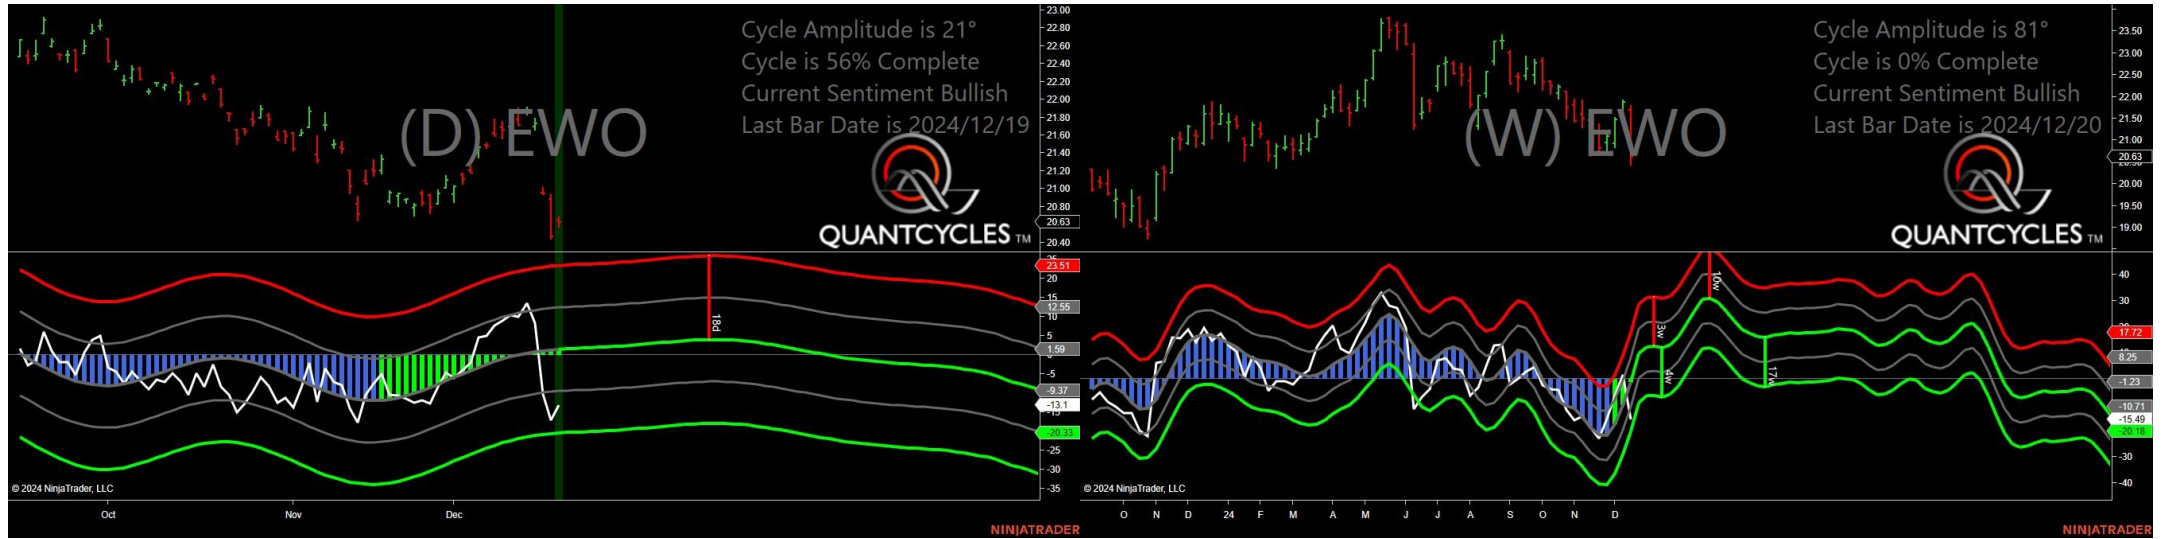 Cycle Amplitude is 21°
Cycle is 56% Complete
Current Sentiment Bullish
Last Bar Date is 2024/12/19
(D) EWO
QUANTCYCLES TM
23.00
22.80
22.60
22.40
22.20
22.00
21.80
21.60
21.40
21.20
21.00
20.80
20.63
20.40
25
23.51
20
15
12.55
10
5
1.59
-5
-9.37
-13.1
-15
-20.33
-25
-30
-35
18d
© 2024 NinjaTrader, LLC
Oct
Nov
Dec
NINJATRADER
Cycle Amplitude is 81°
Cycle is 0% Complete
Current Sentiment Bullish
Last Bar Date is 2024/12/20
(W) EWO
QUANTCYCLES TM
23.50
23.00
22.50
22.00
21.50
21.00
20.63
20.00
19.50
19.00
40
30
17.72
8.25
-1.23
-10.71
-15.49
-20.18
-30
-40
3w
4w
10w
17w
© 2024 NinjaTrader, LLC
O N D 24 F M A M J J A S O N D
NINJATRADER